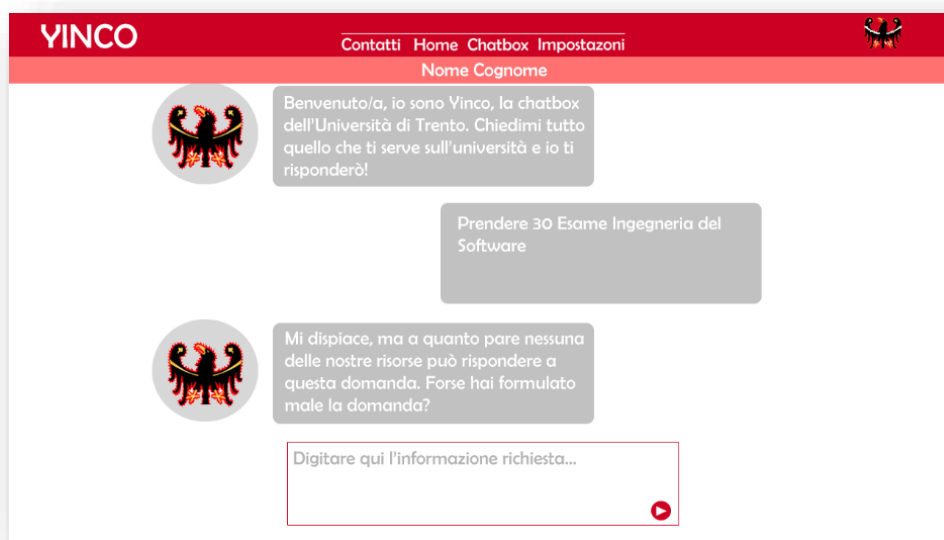 YINCO
Contatti Home Chatbox Impostazoni
Nome Cognome
Benvenuto/a, io sono Yinco, la chatbox
dell'Università di Trento. Chiedimi tutto
quello che ti serve sull'università e io ti
risponderò!
Prendere 30 Esame Ingegneria del
Software
Mi dispiace, ma a quanto pare nessuna
delle nostre risorse può rispondere a
questa domanda. Forse hai formulato
male la domanda?
Digitare qui l'informazione richiesta...